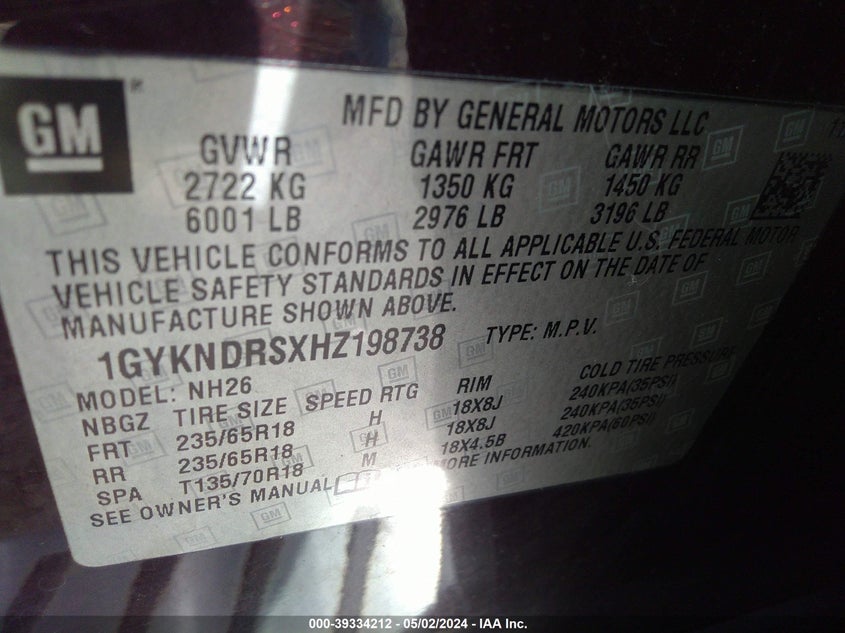 GM
MFD BY GENERAL MOTORS LLC
GVWR GAWR FRT GAWR RR
2722 KG 1350 KG 1450 KG
6001 LB 2976 LB 3196 LB
THIS VEHICLE CONFORMS TO ALL APPLICABLE U.S. FEDERAL MOTOR
VEHICLE SAFETY STANDARDS IN EFFECT ON THE DATE OF
MANUFACTURE SHOWN ABOVE.
1GYKNDRSXHZ198738 TYPE: M.P.V.
MODEL: NH26
NBGZ TIRE SIZE SPEED RTG RIM COLD TIRE PRESSURE
FRT 235/65R18 H 18X8J 240KPA(35PSI)
RR 235/65R18 H 18X8J 240KPA(35PSI)
SPA T135/70R18 M 18X4.5B 420KPA(60PSI)
SEE OWNER'S MANUAL MORE INFORMATION.
000-39334212 - 05/02/2024 - IAA Inc.